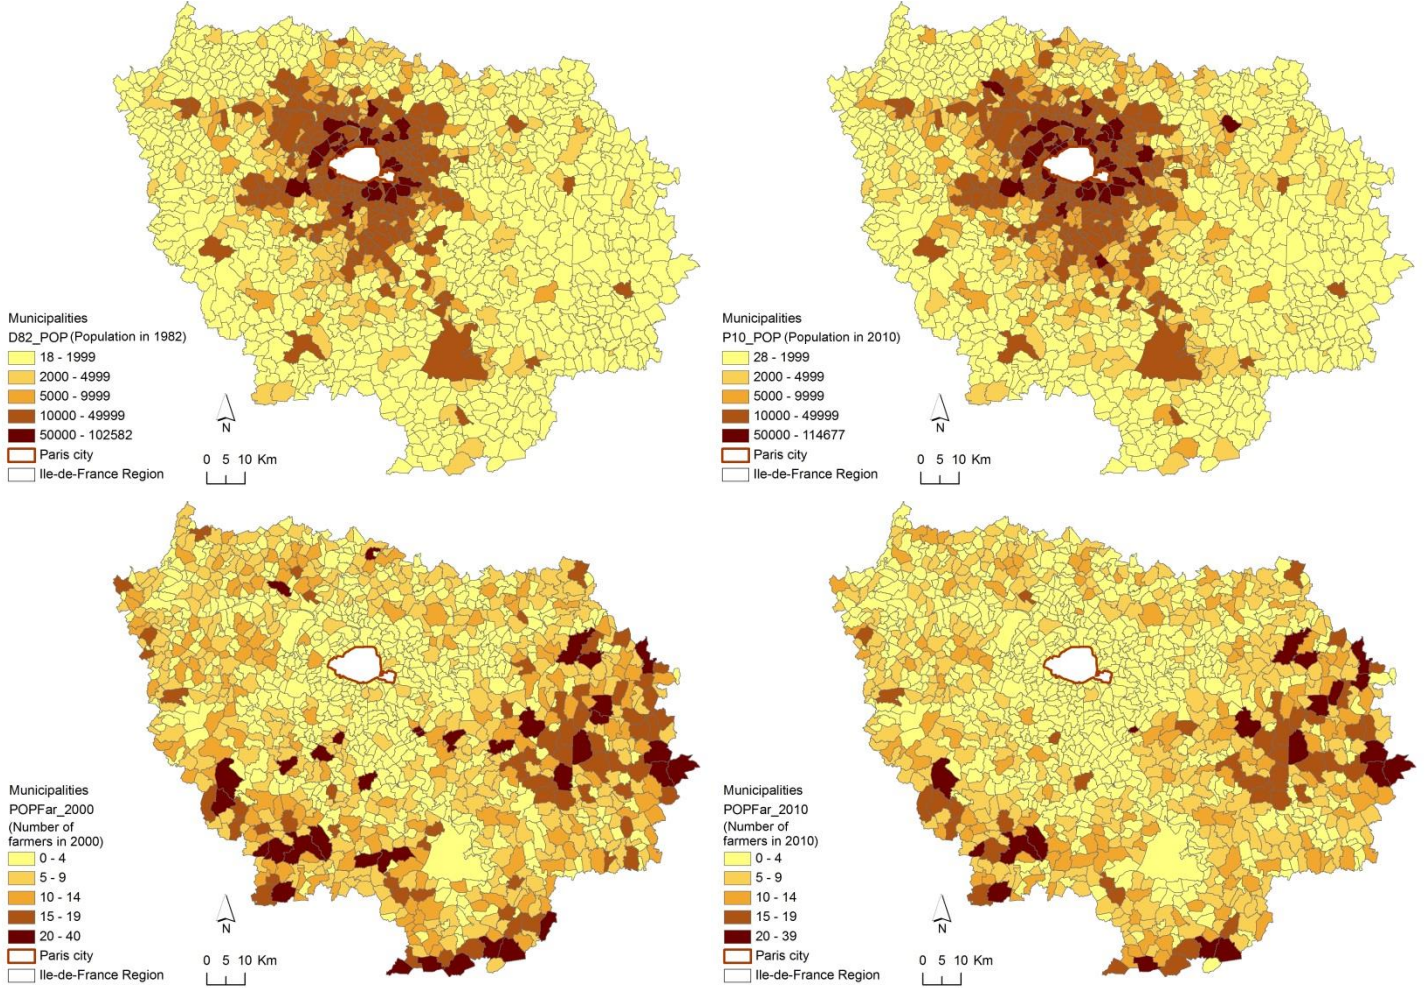 Municipalities
D82_POP (Population in 1982)
18 - 1999
2000 - 4999
5000 - 9999
10000 - 49999
50000 - 102582
Paris city
Ile-de-France Region
N
0 5 10 Km
Municipalities
P10_POP (Population in 2010)
28 - 1999
2000 - 4999
5000 - 9999
10000 - 49999
50000 - 114677
Paris city
Ile-de-France Region
N
0 5 10 Km
Municipalities
POPFar_2000
(Number of
farmers in 2000)
0 - 4
5 - 9
10 - 14
15 - 19
20 - 40
Paris city
Ile-de-France Region
N
0 5 10 Km
Municipalities
POPFar_2010
(Number of
farmers in 2010)
0 - 4
5 - 9
10 - 14
15 - 19
20 - 39
Paris city
Ile-de-France Region
N
0 5 10 Km